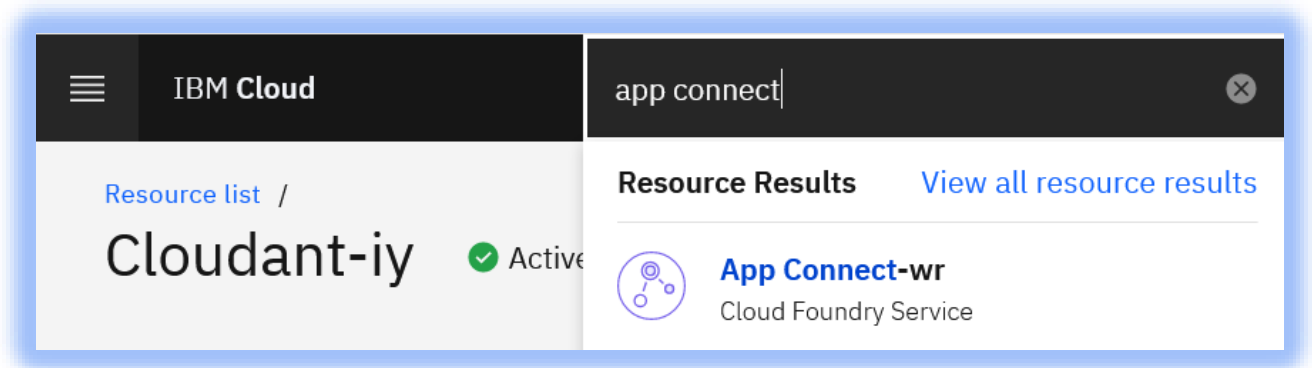 IBM Cloud
app connect
Resource list /
Cloudant-iy
Active
Resource Results
View all resource results
App Connect-wr
Cloud Foundry Service